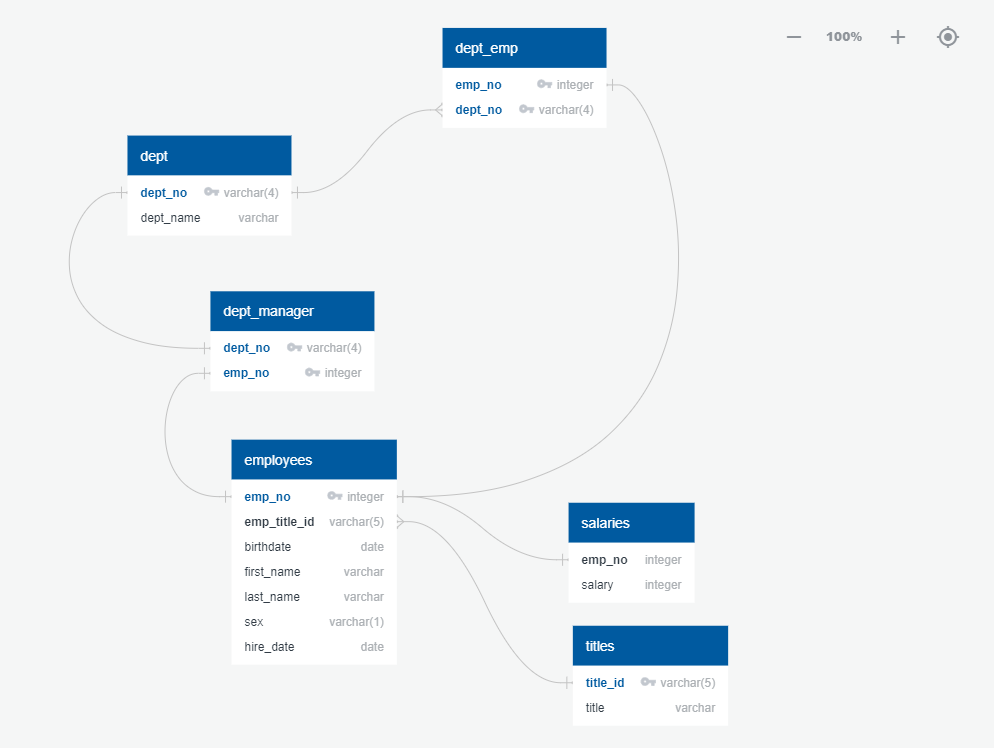 100%
dept_emp
emp_no integer
dept_no varchar(4)
dept
dept_no varchar(4)
dept_name varchar
dept_manager
dept_no varchar(4)
emp_no integer
employees
emp_no integer
emp_title_id varchar(5)
birthdate date
first_name varchar
last_name varchar
sex varchar(1)
hire_date date
salaries
emp_no integer
salary integer
titles
title_id varchar(5)
title varchar